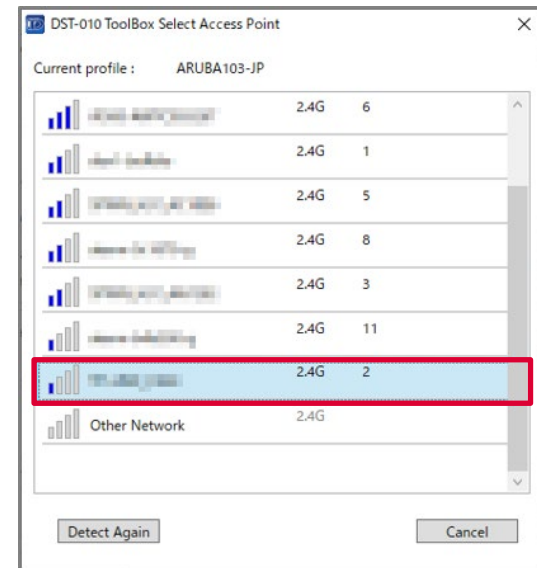 DST-010 ToolBox Select Access Point
Current profile : ARUBA103-JP
2.4G 6
2.4G 1
2.4G 5
2.4G 8
2.4G 3
2.4G 11
2.4G 2
Other Network 2.4G
Detect Again Cancel